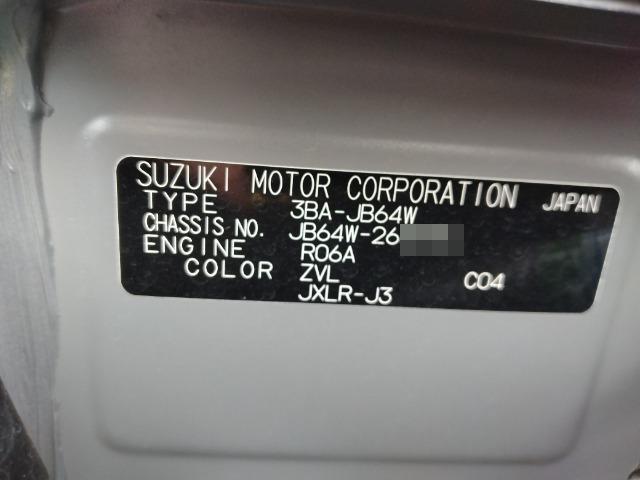 SUZUKI MOTOR CORPORATION JAPAN
TYPE 3BA-JB64W
CHASSIS NO. JB64W-26
ENGINE R06A
COLOR ZVL C04
JXLR-J3